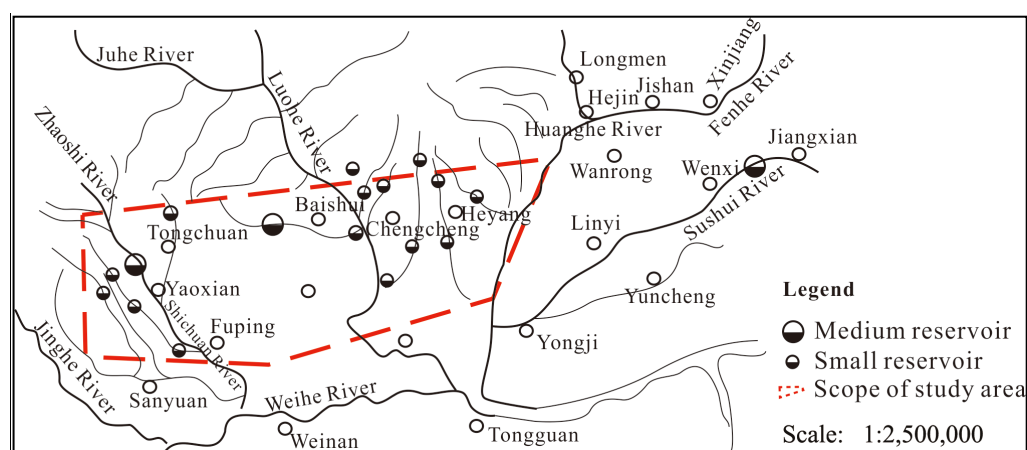 Juhe River
Luohe River
Zhaoshi River
Longmen
Hejin
Jishan
Xinjiang
Fenhe River
Huanghe River
Wanrong
Wenxi
Jiangxian
Sushui River
Baishui
Chengcheng
Heyang
Linyi
Tongchuan
Yaoxian
Shichuan River
Fuping
Yuncheng
Yongji
Jinghe River
Sanyuan
Weihe River
Weinan
Tongguan
Legend
Medium reservoir
Small reservoir
Scope of study area
Scale: 1:2,500,000